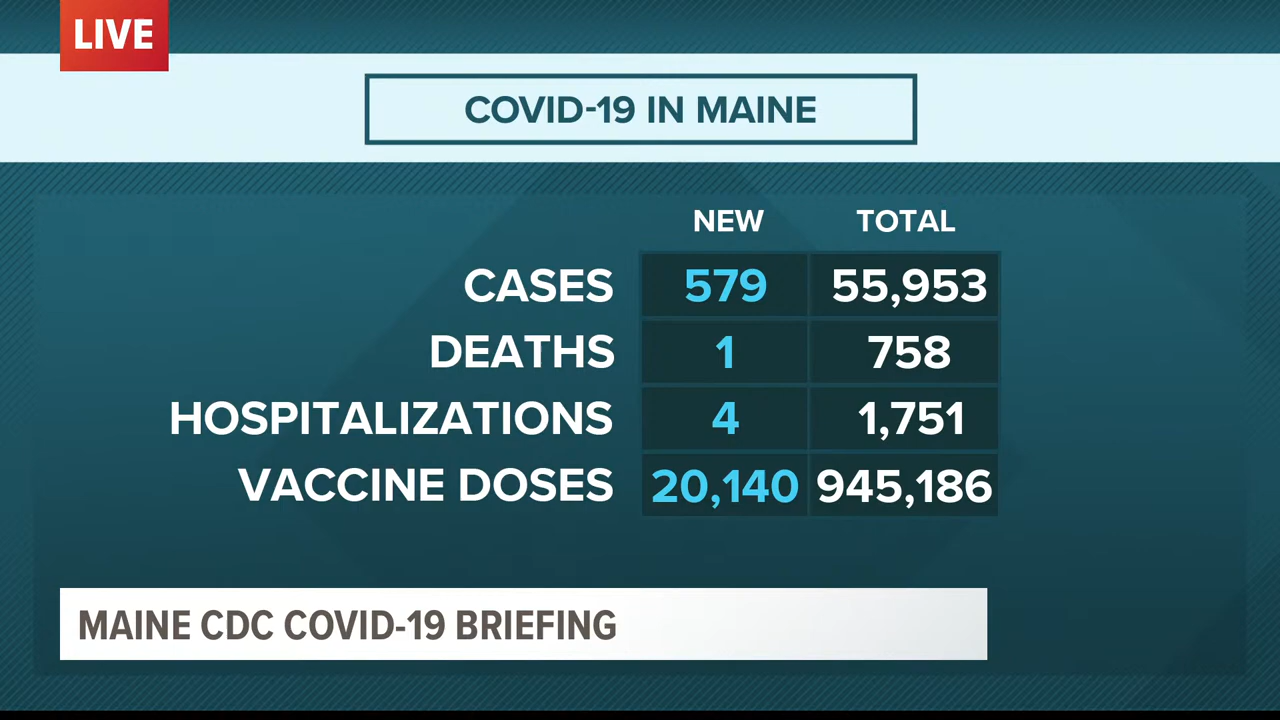 LIVE
COVID-19 IN MAINE
NEW TOTAL
CASES 579 55,953
DEATHS 1 758
HOSPITALIZATIONS 4 1,751
VACCINE DOSES 20,140 945,186
MAINE CDC COVID-19 BRIEFING